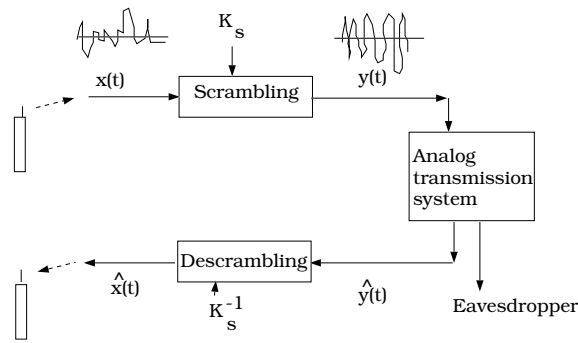 K_s
x(t)
Scrambling
y(t)
Analog
transmission
system
Descrambling
x̂(t)
K_s^-1
ŷ(t)
Eavesdropper